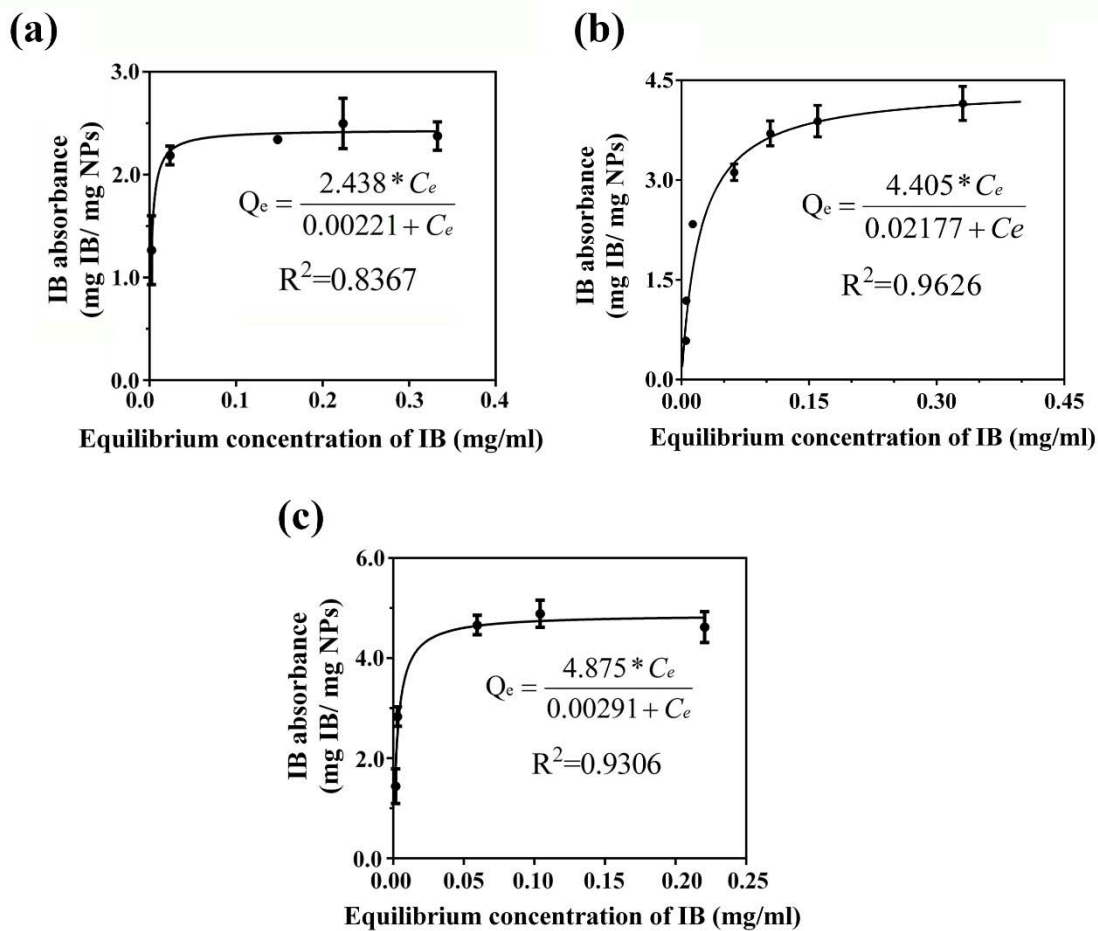 (a)
3.0
2.0
1.0
0.0
0.0 0.1 0.2 0.3 0.4
IB absorbance
(mg IB/ mg NPs)
Qe = 2.438 * Ce / 0.00221 + Ce
R²=0.8367
Equilibrium concentration of IB (mg/ml)
(b)
4.5
3.0
1.5
0.0
0.00 0.15 0.30 0.45
IB absorbance
(mg IB/ mg NPs)
Qe = 4.405 * Ce / 0.02177 + Ce
R²=0.9626
Equilibrium concentration of IB (mg/ml)
(c)
6.0
4.0
2.0
0.0
0.00 0.05 0.10 0.15 0.20 0.25
IB absorbance
(mg IB/ mg NPs)
Qe = 4.875 * Ce / 0.00291 + Ce
R²=0.9306
Equilibrium concentration of IB (mg/ml)